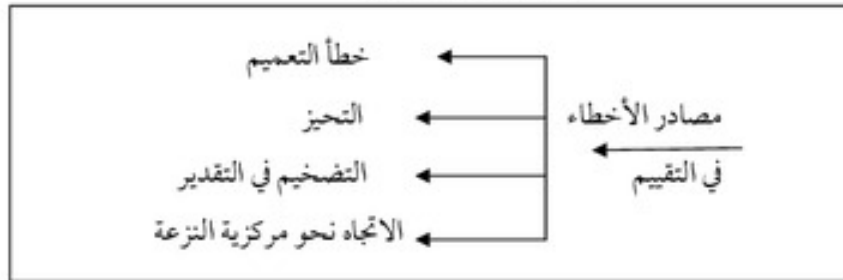 مصادر الأخطاء
في التقييم
خطأ التعميم
التحيز
التضخيم في التقدير
الاتجاه نحو مركزية النزعة